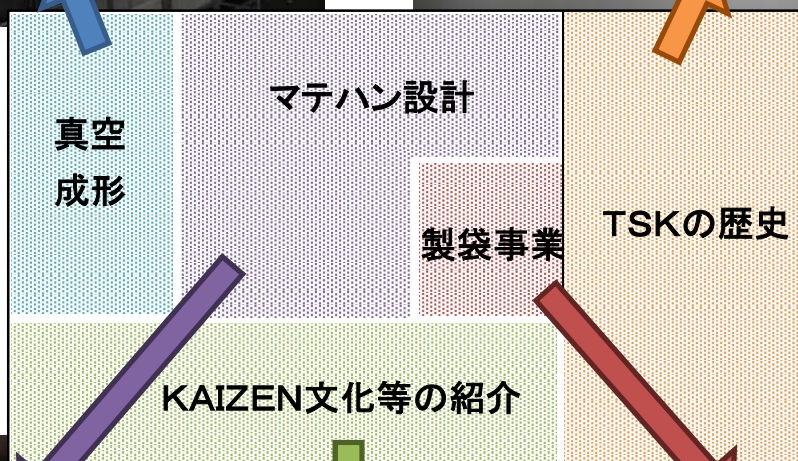 マテハン設計
真空
成形
製袋事業
TSKの歴史
KAIZEN文化等の紹介